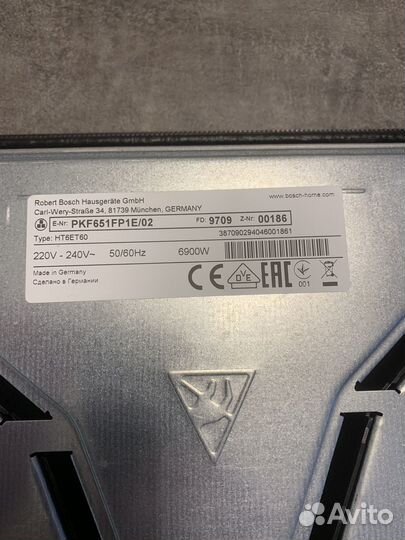 Robert Bosch Hausgeräte GmbH
Carl-Wery-Straße 34, 81739 München, GERMANY
www.bosch-home.com
E-Nr: PKF651FP1E/02 FD: 9709 Z-Nr: 00186
Type: HT6ET60 387090294046001861
220V - 240V~ 50/60Hz 6900W
Made in Germany
Сделано в Германии
CE DVE EAC 001
Avito